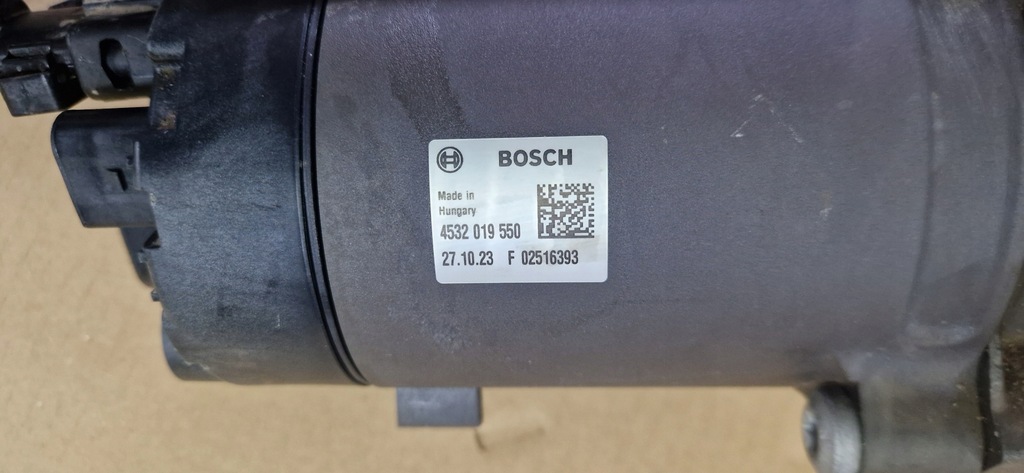 BOSCH
Made in
Hungary
4532 019 550
27.10.23 F 02516393